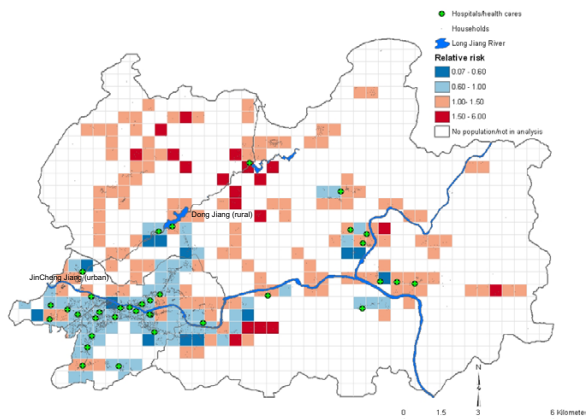 Hospitals/health cares
Households
Long Jiang River
Relative risk
0.07 - 0.60
0.60 - 1.00
1.00 - 1.50
1.50 - 6.00
No population/not in analysis
Dong Jiang (rural)
JinCheng Jiang (urban)
N
0 1.5 3 6 Kilometer